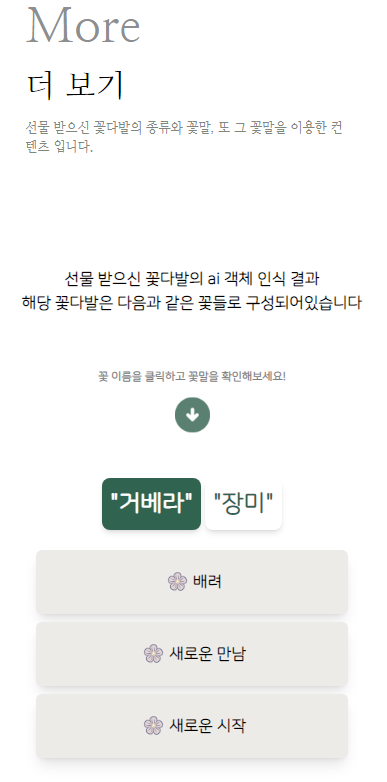 More
더 보기
선물 받으신 꽃다발의 종류와 꽃말, 또 그 꽃말을 이용한 컨
텐츠 입니다.
선물 받으신 꽃다발의 ai 객체 인식 결과
해당 꽃다발은 다음과 같은 꽃들로 구성되어있습니다
꽃 이름을 클릭하고 꽃말을 확인해보세요!
"거베라" "장미"
배려
새로운 만남
새로운 시작